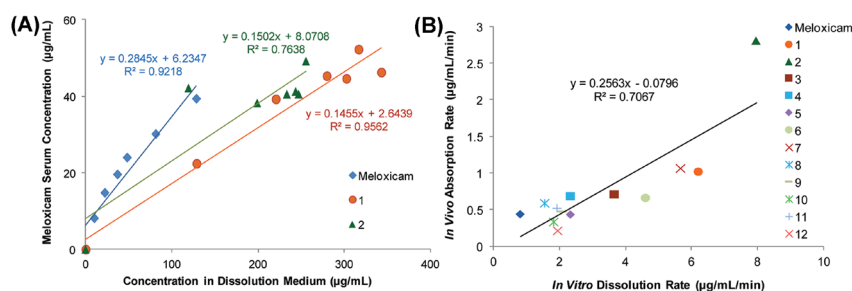 (A)
60
50
40
20
0
0
100
200
300
400
Meloxicam Serum Concentration (µg/mL)
Concentration in Dissolution Medium (µg/mL)
y = 0.2845x + 6.2347
R² = 0.9218
y = 0.1502x + 8.0708
R² = 0.7638
y = 0.1455x + 2.6439
R² = 0.9562
Meloxicam
1
2
(B)
3
2.5
2
1.5
1
0.5
0
0
2
4
6
8
10
In Vivo Absorption Rate (µg/mL/min)
In Vitro Dissolution Rate (µg/mL/min)
y = 0.2563x - 0.0796
R² = 0.7067
Meloxicam
1
2
3
4
5
6
7
8
9
10
11
12